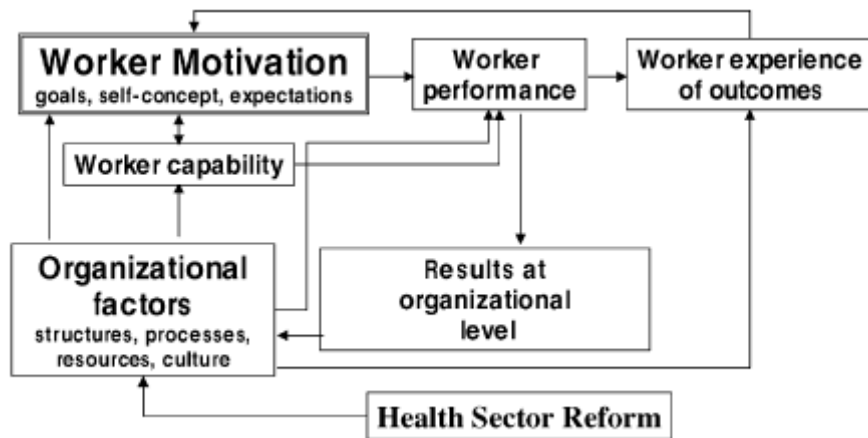 Worker Motivation
goals, self-concept, expectations
Worker
performance
Worker experience
of outcomes
Worker capability
Organizational
factors
structures, processes,
resources, culture
Results at
organizational
level
Health Sector Reform